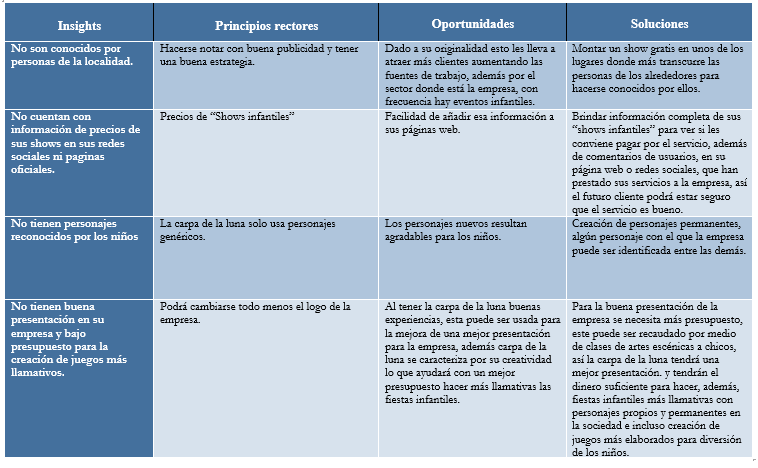 Insights
Principios rectores
Oportunidades
Soluciones
No son conocidos por
personas de la localidad.
Hacerse notar con buena publicidad y tener
una buena estrategia.
Dado a su originalidad esto les lleva a
atraer más clientes aumentando las
fuentes de trabajo, además por el
sector donde está la empresa, con
frecuencia hay eventos infantiles.
Montar un show gratis en unos de los
lugares donde más transcurre las
personas de los alrededores para
hacerse conocidos por ellos.
No cuentan con
información de precios de
sus shows en sus redes
sociales ni paginas
oficiales.
Precios de “Shows infantiles”
Facilidad de añadir esa información a
sus páginas web.
Brindar información completa de sus
“shows infantiles” para ver si les
conviene pagar por el servicio, además
de comentarios de usuarios, en su
página web o redes sociales, que han
prestado sus servicios a la empresa, así
el futuro cliente podrá estar seguro
que el servicio es bueno.
No tienen personajes
reconocidos por los niños
La carpa de la luna solo usa personajes
genéricos.
Los personajes nuevos resultan
agradables para los niños.
Creación de personajes permanentes,
algún personaje con el que la empresa
puede ser identificada entre las demás.
No tienen buena
presentación en su
empresa y bajo
presupuesto para la
creación de juegos más
llamativos.
Podrá cambiarse todo menos el logo de la
empresa.
Al tener la carpa de la luna buenas
experiencias, esta puede ser usada para
la mejora de una mejor presentación
para la empresa, además carpa de la
luna se caracteriza por su creatividad
lo que ayudará con un mejor
presupuesto hacer más llamativas las
fiestas infantiles.
Para la buena presentación de la
empresa se necesita más presupuesto,
este puede ser recaudado por medio
de clases de artes escénicas a chicos,
así la carpa de la luna tendrá una
mejor presentación. y tendrán el
dinero suficiente para hacer, además,
fiestas infantiles más llamativas con
personajes propios y permanentes en
la sociedad e incluso creación de
juegos más elaborados para diversión
de los niños.